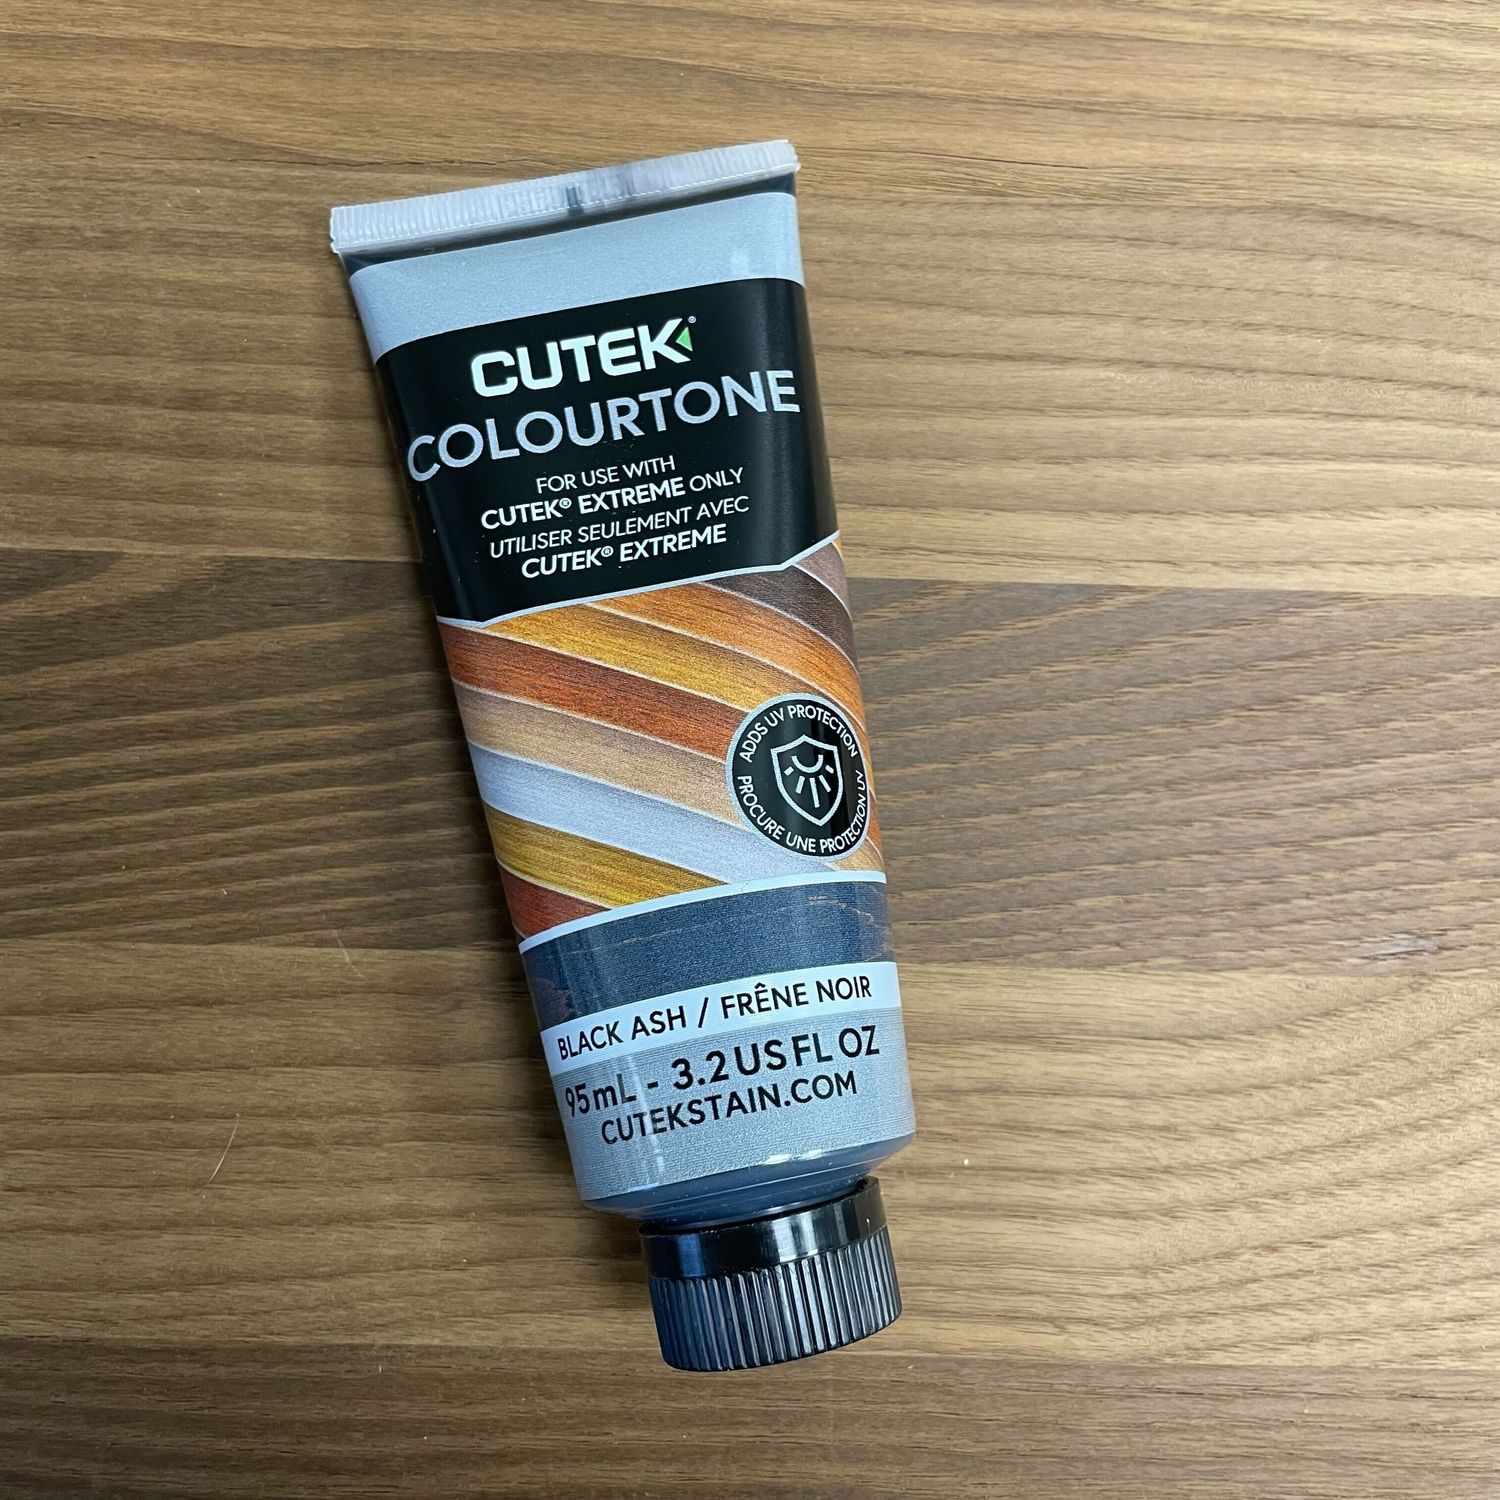 CUTEK®
COLOURTONE
FOR USE WITH
CUTEK® EXTREME ONLY
UTILISER SEULEMENT AVEC
CUTEK® EXTREME
ADDS UV PROTECTION
PROCURE UNE PROTECTION UV
BLACK ASH / FRÊNE NOIR
95mL - 3.2 US FL OZ
CUTEKSTAIN.COM